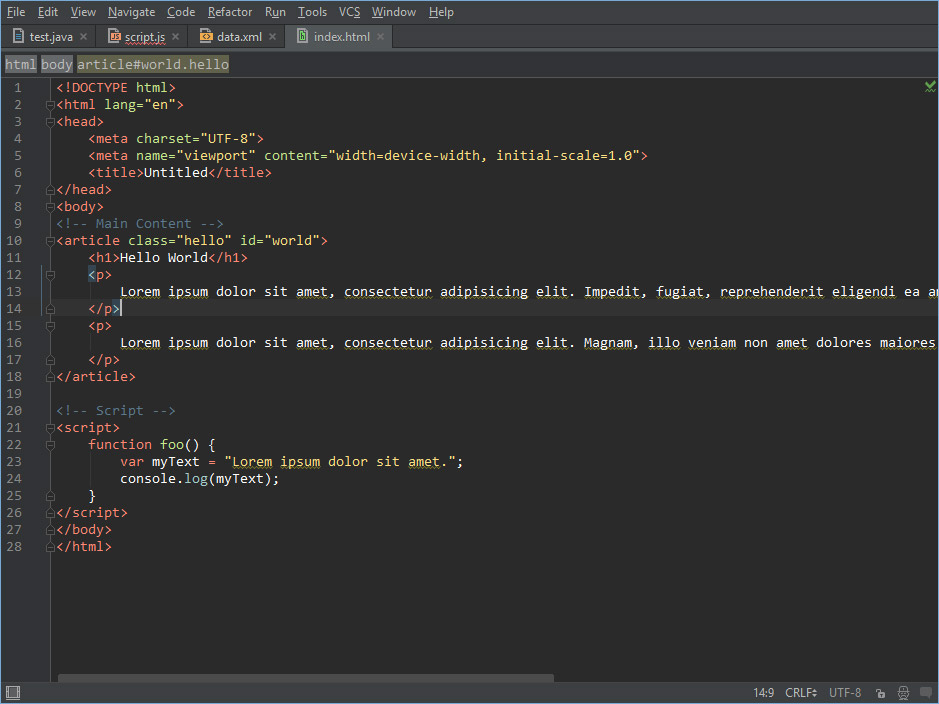 File Edit View Navigate Code Refactor Run Tools VCS Window Help
test.java script.js data.xml index.html
html body article#world.hello
1 <!DOCTYPE html>
2 <html lang="en">
3 <head>
4 <meta charset="UTF-8">
5 <meta name="viewport" content="width=device-width, initial-scale=1.0">
6 <title>Untitled</title>
7 </head>
8 <body>
9 <!-- Main Content -->
10 <article class="hello" id="world">
11 <h1>Hello World</h1>
12 <p>
13 Lorem ipsum dolor sit amet, consectetur adipisicing elit. Impedit, fugiat, reprehenderit eligendi ea
14 </p>
15 <p>
16 Lorem ipsum dolor sit amet, consectetur adipisicing elit. Magnam, illo veniam non amet dolores maiores
17 </p>
18 </article>
19
20 <!-- Script -->
21 <script>
22 function foo() {
23 var myText = "Lorem ipsum dolor sit amet.";
24 console.log(myText);
25 }
26 </script>
27 </body>
28 </html>
14:9 CRLF UTF-8